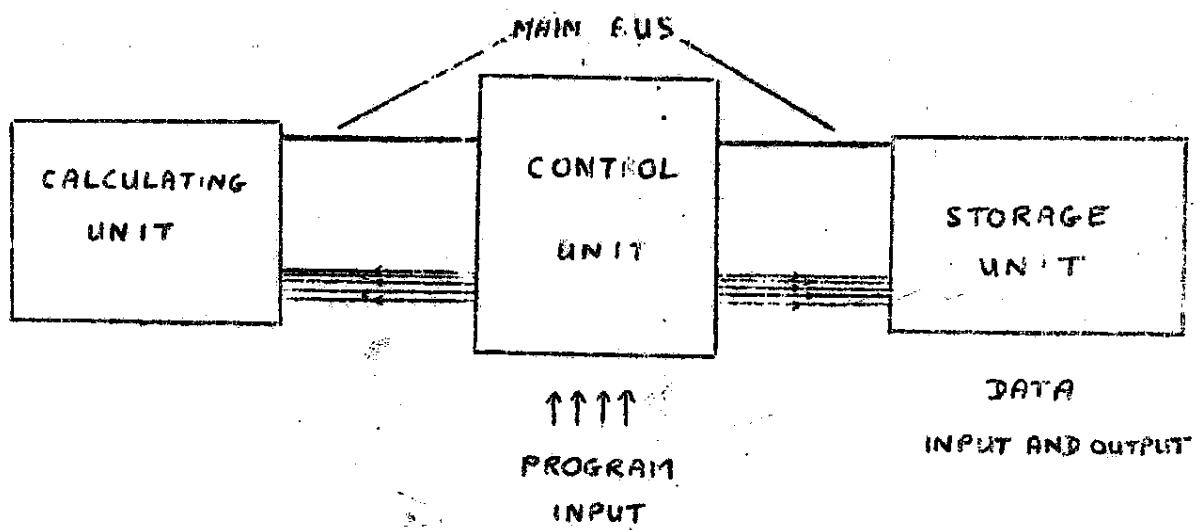 MAIN BUS
CALCULATING
UNIT
CONTROL
UNIT
STORAGE
UNIT
PROGRAM
INPUT
DATA
INPUT AND OUTPUT